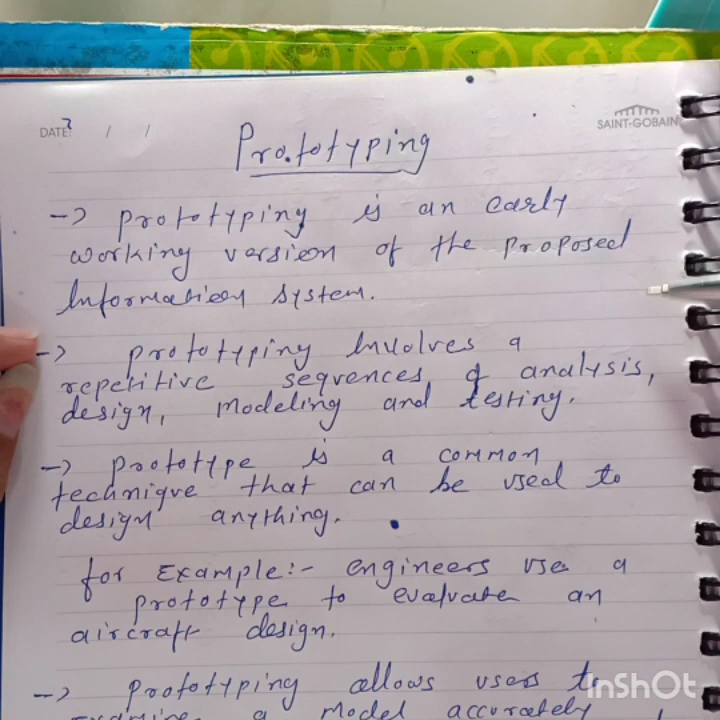 DATE: / /
SAINT-GOBAIN
Prototyping
-> prototyping is an early
working version of the proposed
Information system.
-> prototyping Involves a
repetitive sequences of analysis,
design, modeling and testing.
-> prototype is a common
technique that can be used to
design anything.
for Example:- engineers use a
prototype to evaluate an
aircraft design.
-> prototyping allows users to
examine a model accurately
InShOt